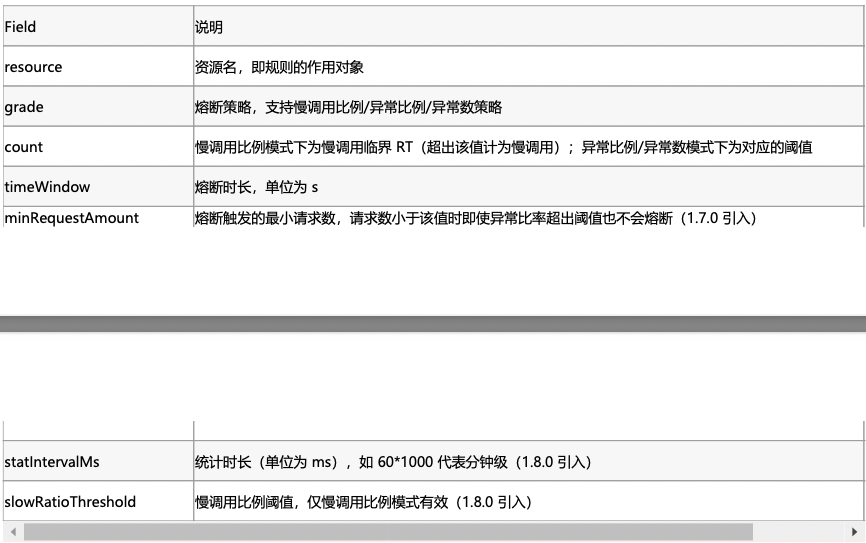 Field 说明
resource 资源名，即规则的作用对象
grade 熔断策略，支持慢调用比例/异常比例/异常数策略
count 慢调用比例模式下为慢调用临界 RT（超出该值计为慢调用）；异常比例/异常数模式下为对应的阈值
timeWindow 熔断时长，单位为 s
minRequestAmount 熔断触发的最小请求数，请求数小于该值时即使异常比率超出阈值也不会熔断（1.7.0 引入）
statIntervalMs 统计时长（单位为 ms），如 60*1000 代表分钟级（1.8.0 引入）
slowRatioThreshold 慢调用比例阈值，仅慢调用比例模式有效（1.8.0 引入）